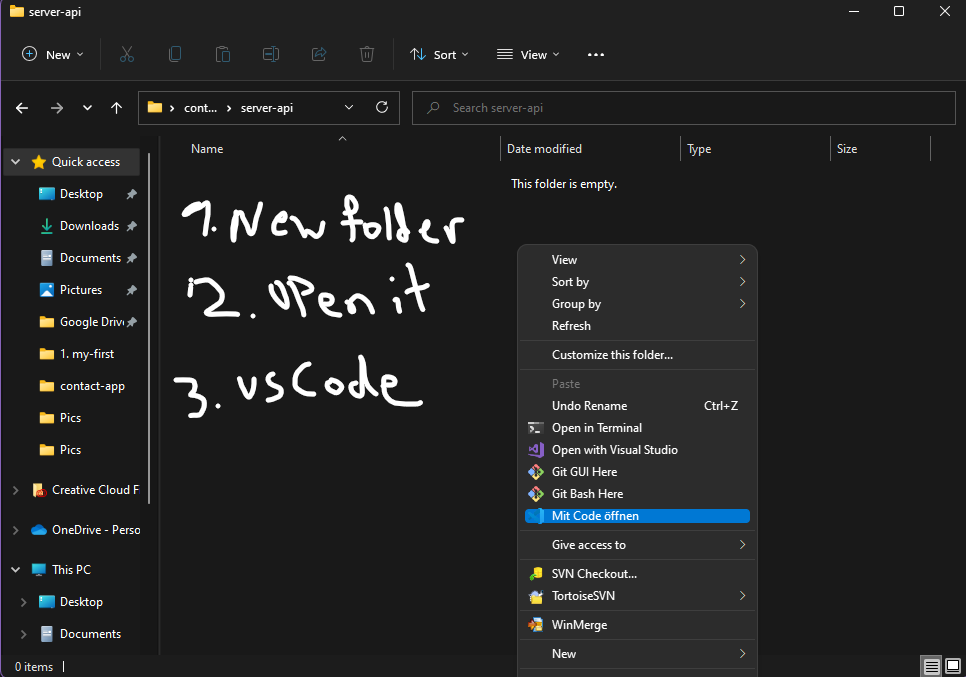 server-api
New
Sort
View
cont...
server-api
Search server-api
Name
Date modified
Type
Size
This folder is empty.
Quick access
Desktop
Downloads
Documents
Pictures
Google Driv
1. my-first
contact-app
Pics
Pics
Creative Cloud F
OneDrive - Perso
This PC
Desktop
Documents
1. New folder
2. open it
3. vsCode
View
Sort by
Group by
Refresh
Customize this folder...
Paste
Undo Rename Ctrl+Z
Open in Terminal
Open with Visual Studio
Git GUI Here
Git Bash Here
Mit Code öffnen
Give access to
SVN Checkout...
TortoiseSVN
WinMerge
New
0 items